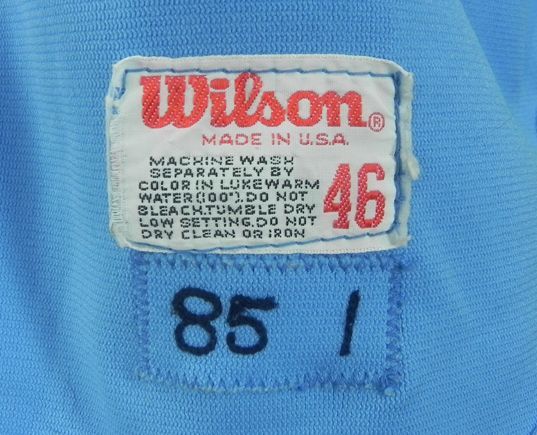 Wilson®
MADE IN U.S.A.
MACHINE WASH
SEPARATELY BY
COLOR IN LUKEWARM
WATER(100°).DO NOT
BLEACH.TUMBLE DRY
LOW SETTING.DO NOT
DRY CLEAN OR IRON
46
85 1